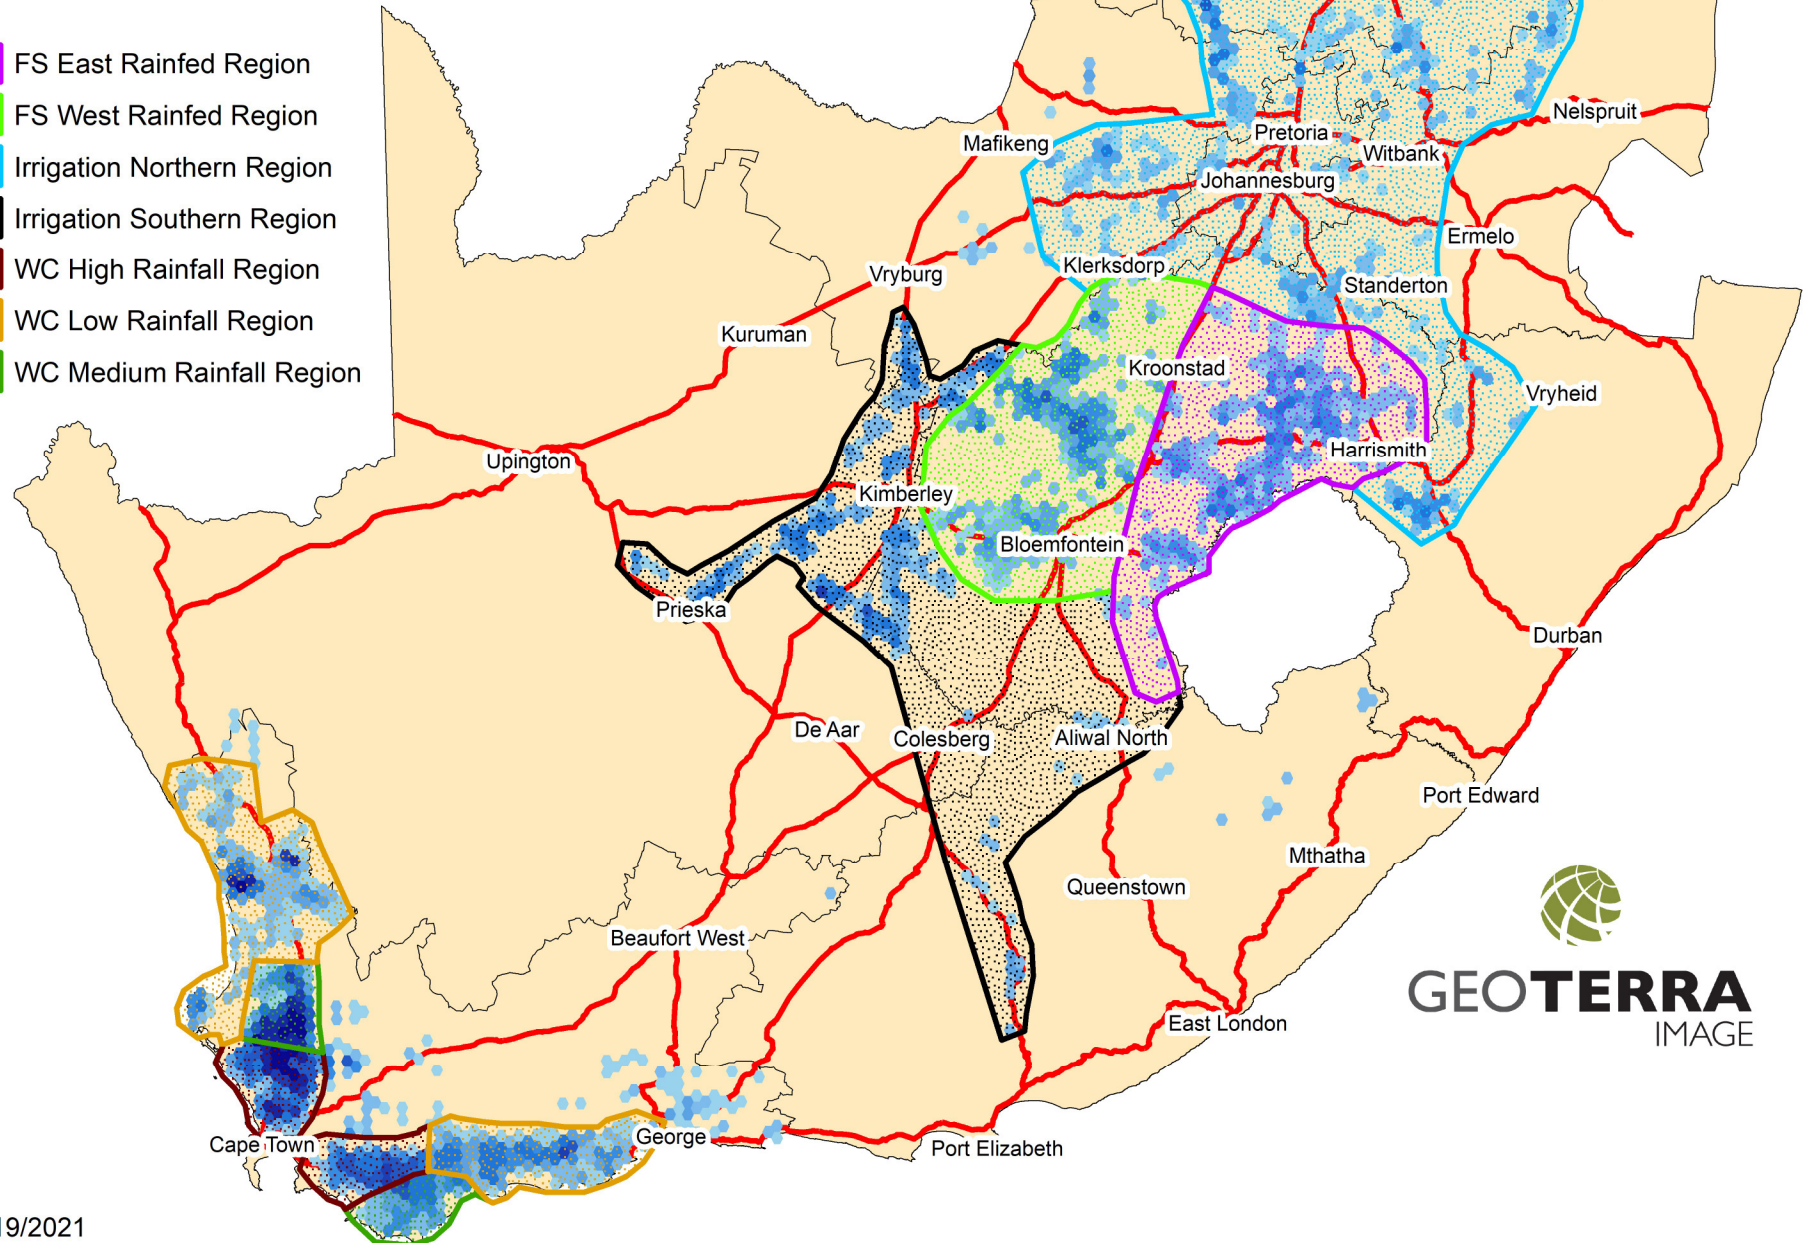 FS East Rainfed Region
FS West Rainfed Region
Irrigation Northern Region
Irrigation Southern Region
WC High Rainfall Region
WC Low Rainfall Region
WC Medium Rainfall Region
Nelspruit
Pretoria
Mafikeng
Witbank
Johannesburg
Ermelo
Klerksdorp
Vryburg
Standerton
Kuruman
Kroonstad
Vryheid
Harrismith
Upington
Kimberley
Bloemfontein
Prieska
Durban
De Aar
Colesberg
Aliwal North
Port Edward
Mthatha
Queenstown
Beaufort West
East London
GEOTERRA
IMAGE
Cape Town
George
Port Elizabeth
19/2021